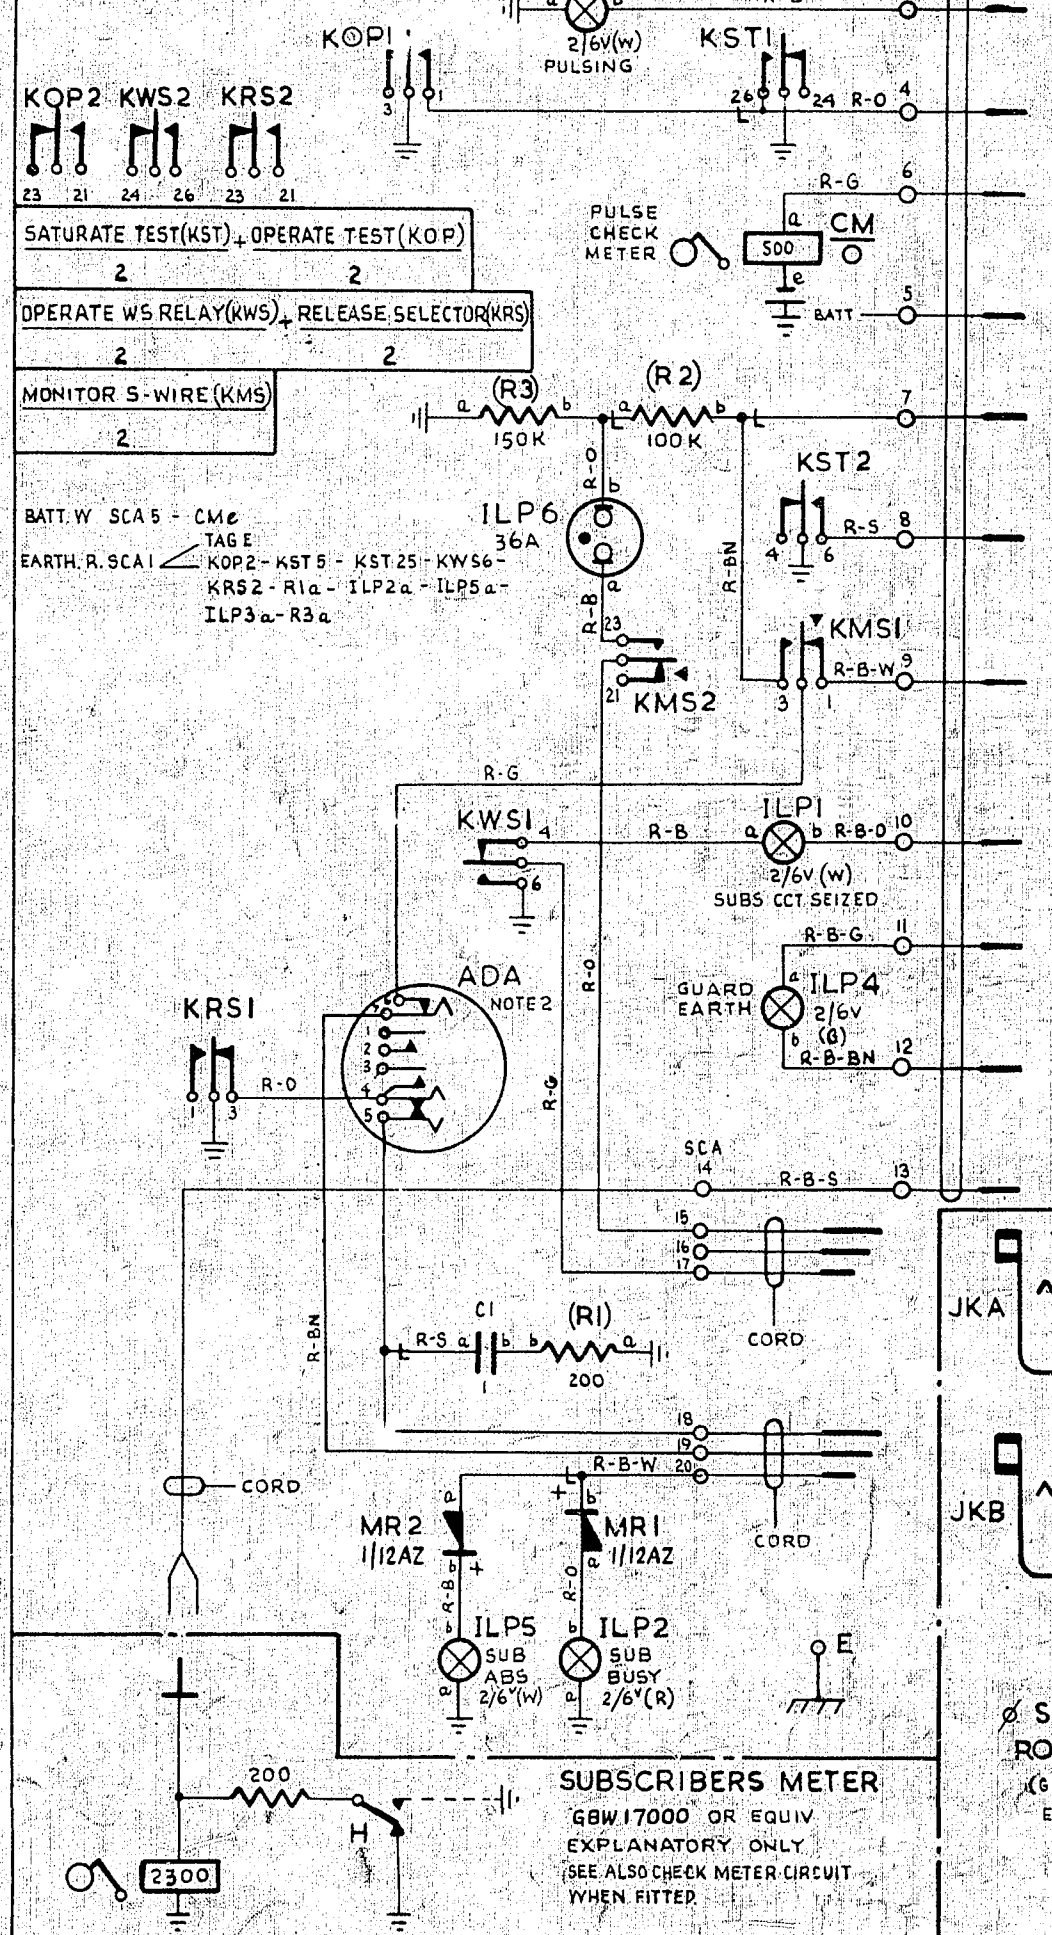 a b
2/6V(W)
PULSING
KOP1
3 1
KST1
26 24 R-O 4
KOP2 KWS2 KRS2
23 21 24 26 23 21
R-G 6
SATURATE TEST(KST) + OPERATE TEST(KOP)
2 2
PULSE
CHECK
METER
a
500
e
CM
O
OPERATE WS RELAY(KWS) + RELEASE SELECTOR(KRS)
2 2
BATT 5
MONITOR S-WIRE(KMS)
2
(R3) (R2)
a b a b 7
150K 100K
R-O
KST2
4 6 R-S 8
BATT. W SCA 5 - CMe
TAG E
EARTH. R. SCA 1 KOP2 - KST 5 - KST 25 - KWS6 -
KRS2 - R1a - ILP2a - ILP5a -
ILP3a - R3a
ILP6
36A
b
a
R-BN
R-B
23
21
KMS2
KMS1
3 1
R-B-W 9
R-G
KWS1
4
6
R-B
ILP1
a b R-B-O 10
2/6V (W)
SUBS CCT SEIZED
R-B-G 11
GUARD
EARTH
a
ILP4
2/6V
(G)
b
R-B-BN 12
R-O
ADA
NOTE 2
6
7
1
2
3
4
5
KRS1
1 3
R-O
R-G
SCA
14 R-B-S 13
15
16
17
CORD
JKA
C1 (R1)
R-S a b b a
1 200
R-BN
18
19
R-B-W 20
CORD
CORD
JKB
MR2
1/12AZ
a
b +
+ b
MR1
1/12AZ
a
R-B
R-O
b ILP5
SUB
ABS
2/6V(W)
a
b ILP2
SUB
BUSY
2/6V(R)
a
E
Ø S
RO
(G
E
200
H
2300
SUBSCRIBERS METER
GBW.17000 OR EQUIV
EXPLANATORY ONLY
SEE ALSO CHECK METER CIRCUIT
WHEN FITTED